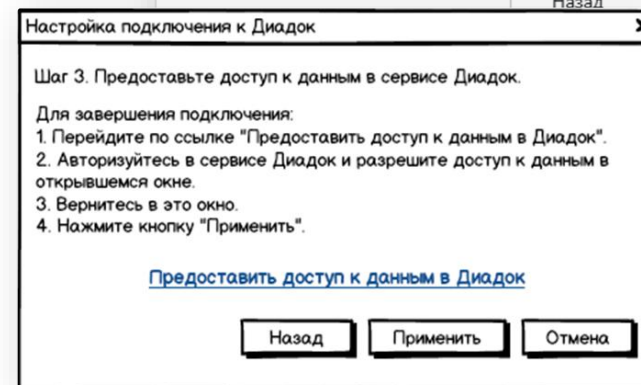 Назад
Настройка подключения к Диадок
Шаг 3. Предоставьте доступ к данным в сервисе Диадок.
Для завершения подключения:
1. Перейдите по ссылке "Предоставить доступ к данным в Диадок".
2. Авторизуйтесь в сервисе Диадок и разрешите доступ к данным в
открывшемся окне.
3. Вернитесь в это окно.
4. Нажмите кнопку "Применить".
Предоставить доступ к данным в Диадок
Назад Применить Отмена